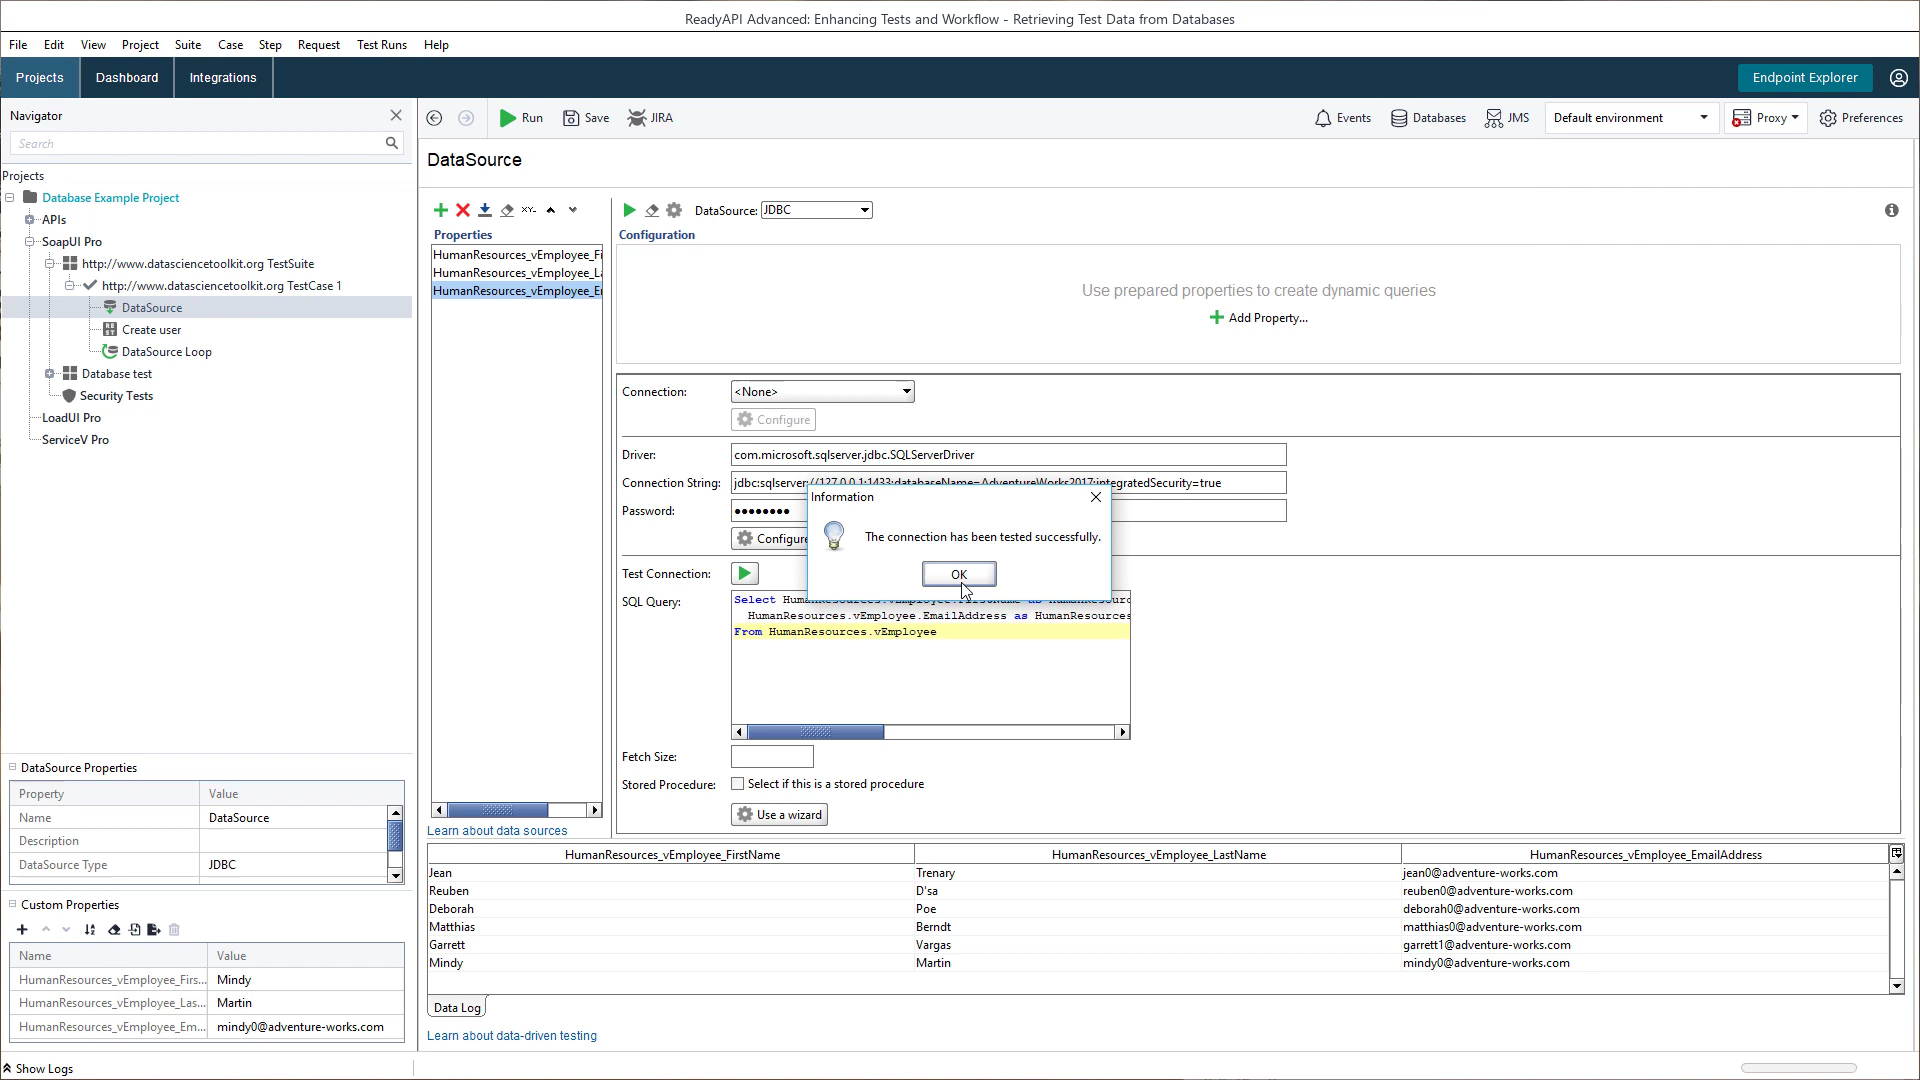 ReadyAPI Advanced: Enhancing Tests and Workflow - Retrieving Test Data from Databases
File Edit View Project Suite Case Step Request Test Runs Help
Projects Dashboard Integrations Endpoint Explorer
Navigator
Search
Projects
Database Example Project
APIs
SoapUI Pro
http://www.datasciencetoolkit.org TestSuite
http://www.datasciencetoolkit.org TestCase 1
DataSource
Create user
DataSource Loop
Database test
Security Tests
LoadUI Pro
ServiceV Pro
DataSource Properties
Property Value
Name DataSource
Description
DataSource Type JDBC
Custom Properties
Name Value
HumanResources_vEmployee_Firs... Mindy
HumanResources_vEmployee_Las... Martin
HumanResources_vEmployee_Em... mindy0@adventure-works.com
Show Logs
Run Save JIRA Events Databases JMS Default environment Proxy Preferences
DataSource
XY- DataSource: JDBC
Properties
HumanResources_vEmployee_Fi
HumanResources_vEmployee_La
HumanResources_vEmployee_E
Learn about data sources
Configuration
Use prepared properties to create dynamic queries
Add Property...
Connection: <None>
Configure
Driver: com.microsoft.sqlserver.jdbc.SQLServerDriver
Connection String: jdbc:sqlserver://127.0.0.1:1433;databaseName=AdventureWorks2017;integratedSecurity=true
Password: ●●●●●●●●
Configure
Information
The connection has been tested successfully.
OK
Test Connection:
SQL Query:
Select HumanResources.vEmployee.FirstName as HumanResourc
HumanResources.vEmployee.EmailAddress as HumanResources
From HumanResources.vEmployee
Fetch Size:
Stored Procedure: Select if this is a stored procedure
Use a wizard
HumanResources_vEmployee_FirstName HumanResources_vEmployee_LastName HumanResources_vEmployee_EmailAddress
Jean Trenary jean0@adventure-works.com
Reuben D'sa reuben0@adventure-works.com
Deborah Poe deborah0@adventure-works.com
Matthias Berndt matthias0@adventure-works.com
Garrett Vargas garrett1@adventure-works.com
Mindy Martin mindy0@adventure-works.com
Data Log
Learn about data-driven testing